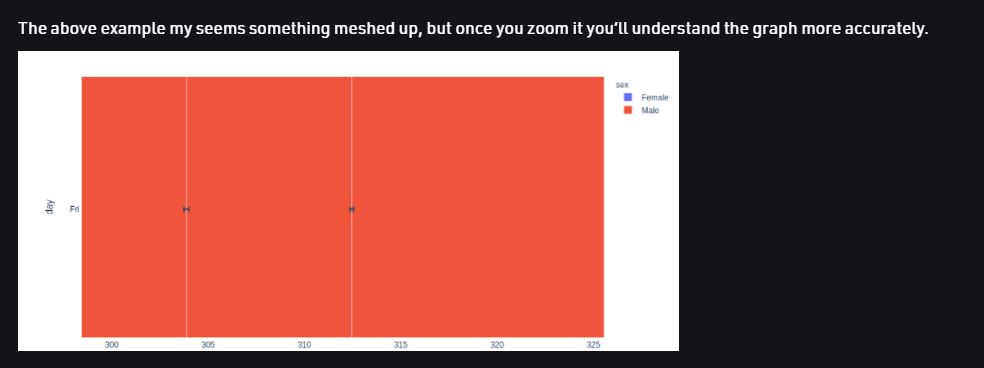 The above example my seems something meshed up, but once you zoom it you'll understand the graph more accurately.
sex
Female
Male
day
Fri
300 305 310 315 320 325